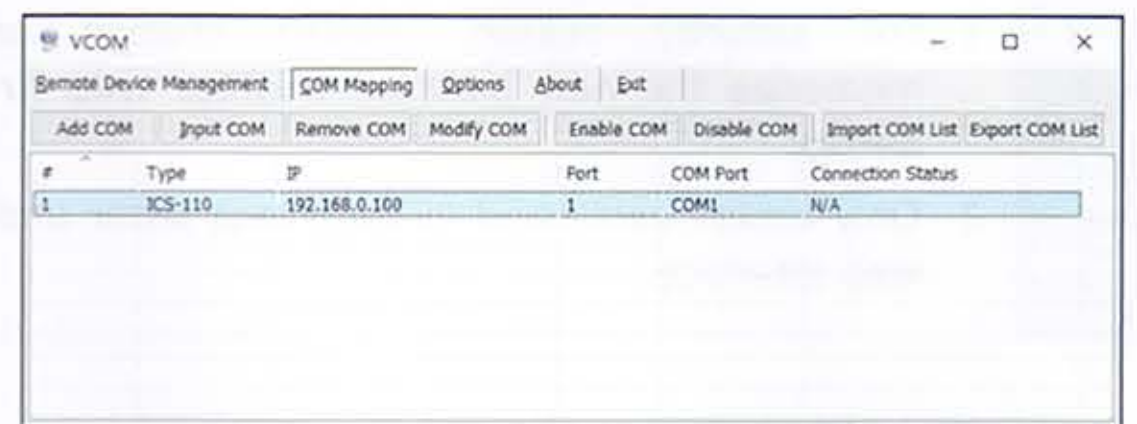 VCOM
Remote Device Management COM Mapping Options About Exit
Add COM Input COM Remove COM Modify COM Enable COM Disable COM Import COM List Export COM List
# Type IP Port COM Port Connection Status
1 ICS-110 192.168.0.100 1 COM1 N/A